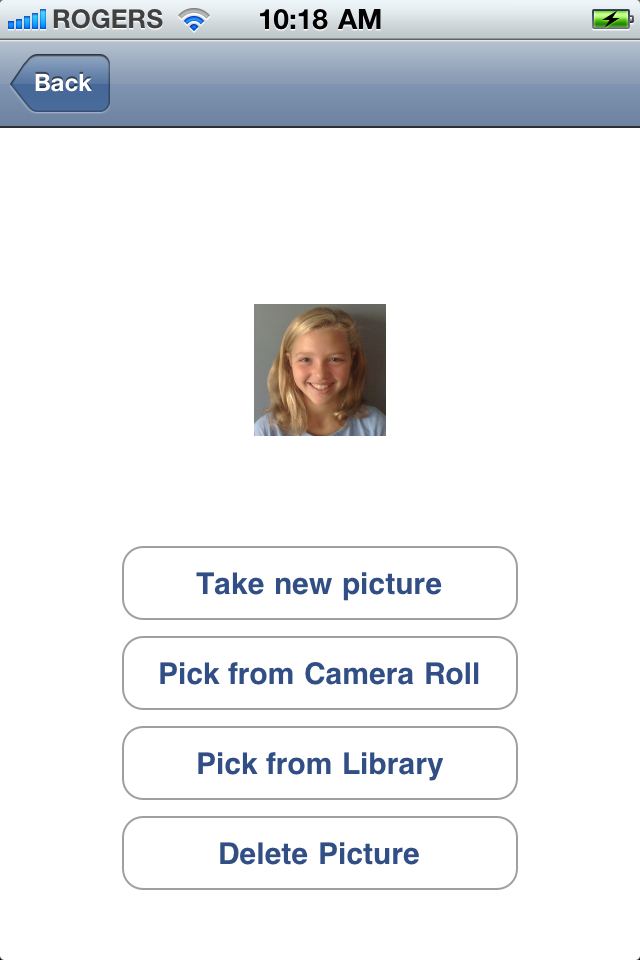 ROGERS 10:18 AM
Back
Take new picture
Pick from Camera Roll
Pick from Library
Delete Picture